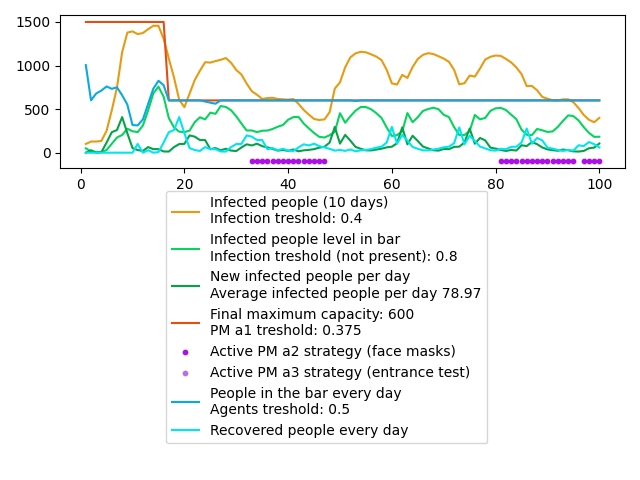 1500
1000
500
0
0 20 40 60 80 100
Infected people (10 days)
Infection treshold: 0.4
Infected people level in bar
Infection treshold (not present): 0.8
New infected people per day
Average infected people per day 78.97
Final maximum capacity: 600
PM a1 treshold: 0.375
Active PM a2 strategy (face masks)
Active PM a3 strategy (entrance test)
People in the bar every day
Agents treshold: 0.5
Recovered people every day